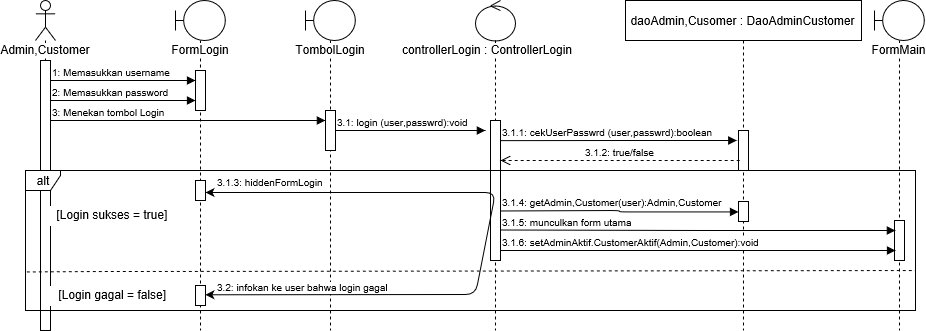 daoAdmin,Cusomer : DaoAdminCustomer
Admin,Customer
FormLogin
TombolLogin
controllerLogin : ControllerLogin
FormMain
1: Memasukkan username
2: Memasukkan password
3: Menekan tombol Login
3.1: login (user,passwrd):void
3.1.1: cekUserPasswrd (user,passwrd):boolean
3.1.2: true/false
alt
3.1.3: hiddenFormLogin
[Login sukses = true]
3.1.4: getAdmin,Customer(user):Admin,Customer
3.1.5: munculkan form utama
3.1.6: setAdminAktif.CustomerAktif(Admin,Customer):void
[Login gagal = false]
3.2: infokan ke user bahwa login gagal